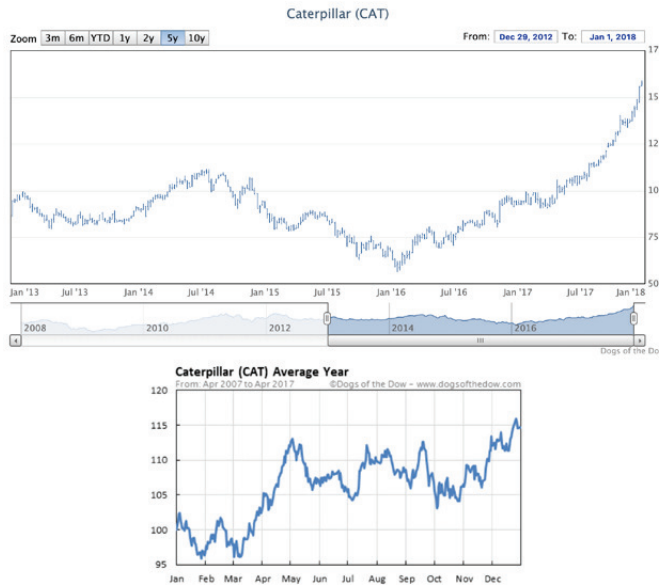 Caterpillar (CAT)
Zoom 3m 6m YTD 1y 2y 5y 10y From: Dec 29, 2012 To: Jan 1, 2018
17
15
12
10
75
50
Jan '13 Jul '13 Jan '14 Jul '14 Jan '15 Jul '15 Jan '16 Jul '16 Jan '17 Jul '17 Jan '18
2008 2010 2012 2014 2016
Dogs of the Do
Caterpillar (CAT) Average Year
From: Apr 2007 to Apr 2017 ©Dogs of the Dow – www.dogsofthedow.com
120
115
110
105
100
95
Jan Feb Mar Apr May Jun Jul Aug Sep Oct Nov Dec